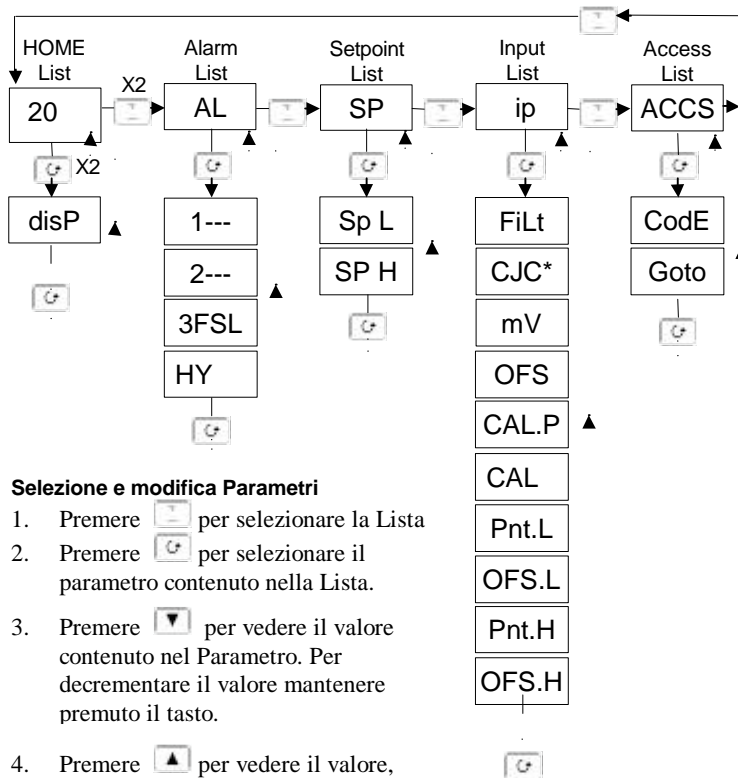 HOME List
Alarm List
Setpoint List
Input List
Access List
20
X2
AL
SP
ip
ACCS
X2
disP
1---
2---
3FSL
HY
Sp L
SP H
FiLt
CJC*
mV
OFS
CAL.P
CAL
Pnt.L
OFS.L
Pnt.H
OFS.H
CodE
Goto
Selezione e modifica Parametri
1. Premere per selezionare la Lista
2. Premere per selezionare il
parametro contenuto nella Lista.
3. Premere per vedere il valore
contenuto nel Parametro. Per
decrementare il valore mantenere
premuto il tasto.
4. Premere per vedere il valore,